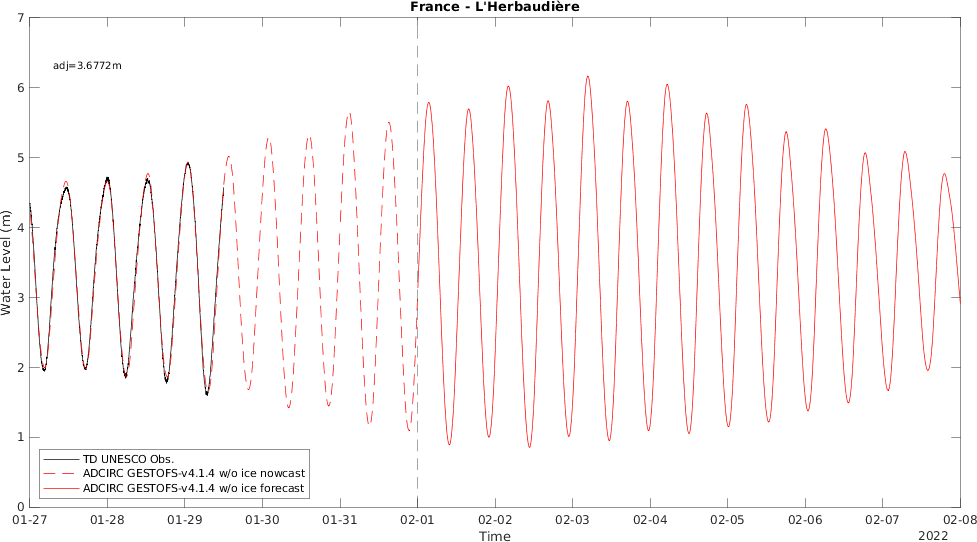 France - L'Herbaudière
7
adj=3.6772m
6
5
4
3
2
1
0
Water Level (m)
TD UNESCO Obs.
ADCIRC GESTOFS-v4.1.4 w/o ice nowcast
ADCIRC GESTOFS-v4.1.4 w/o ice forecast
01-27 01-28 01-29 01-30 01-31 02-01 02-02 02-03 02-04 02-05 02-06 02-07 02-08
Time
2022